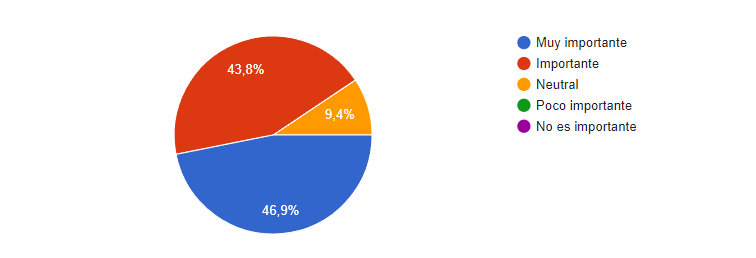 43,8%
9,4%
46,9%
Muy importante
Importante
Neutral
Poco importante
No es importante